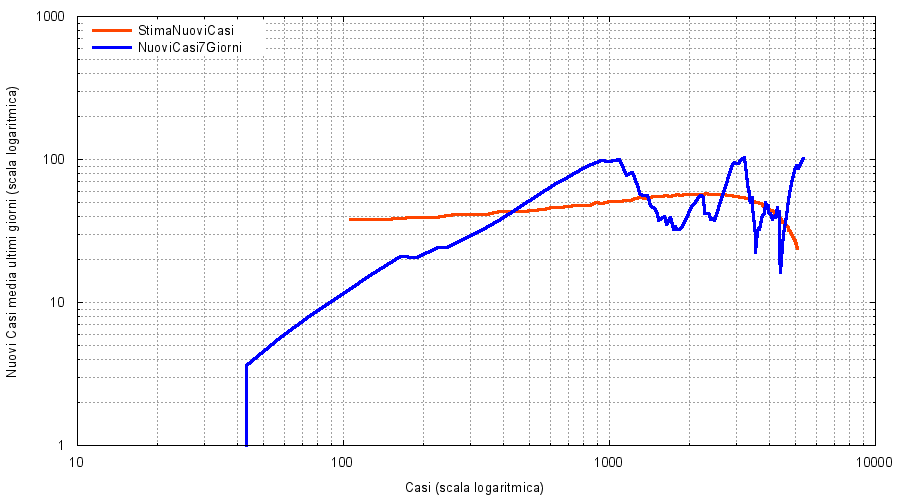 1000
StimaNuoviCasi
NuoviCasi7Giorni
Nuovi Casi media ultimi giorni (scala logaritmica)
100
10
1
10
100
1000
10000
Casi (scala logaritmica)